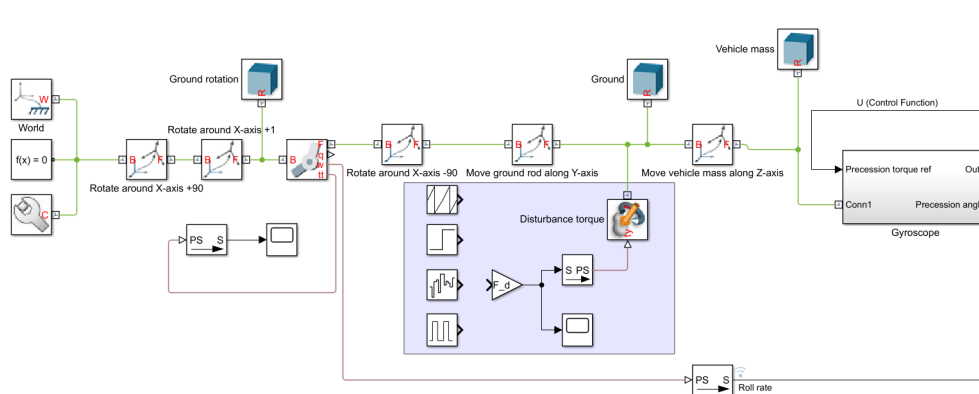 Vehicle mass
R
Ground rotation
R
Ground
R
U (Control Function)
W
World
Rotate around X-axis +1
f(x) = 0
B F
B F
B
F
q
w
tt
B F
B F
B F
Precession torque ref
Out
Rotate around X-axis +90
Rotate around X-axis -90
Move ground rod along Y-axis
Move vehicle mass along Z-axis
C
Conn1
Precession angl
Gyroscope
Disturbance torque
ty
PS S
S PS
F_d
PS S
Roll rate